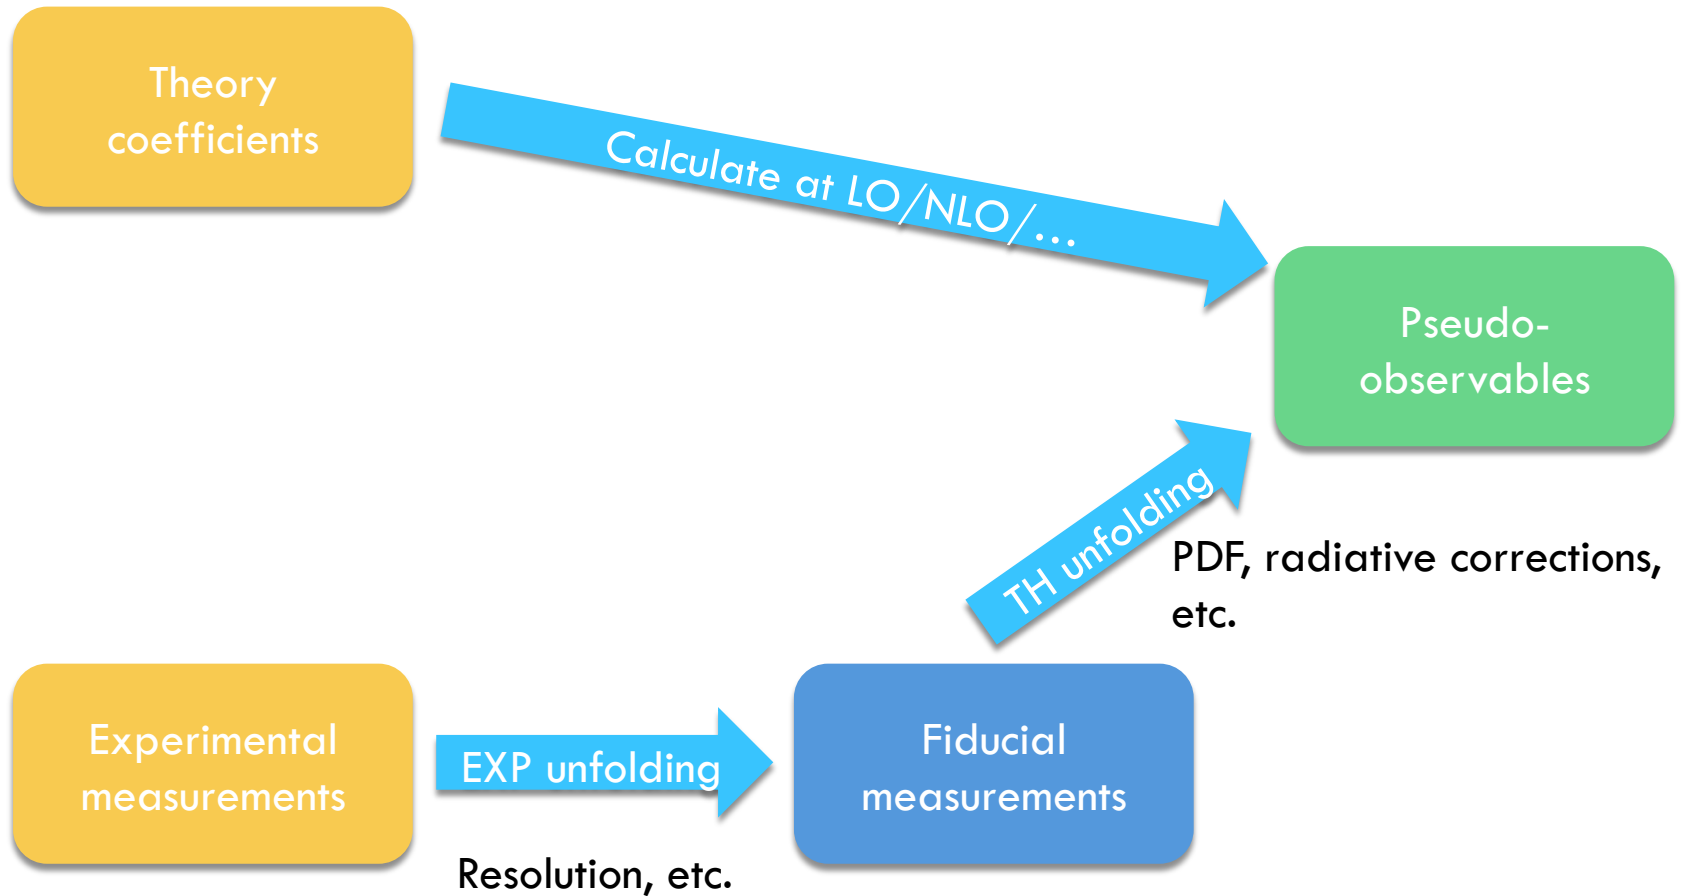 Theory
coefficients
Calculate at LO/NLO/...
Pseudo-
observables
TH unfolding
PDF, radiative corrections,
etc.
Experimental
measurements
EXP unfolding
Fiducial
measurements
Resolution, etc.